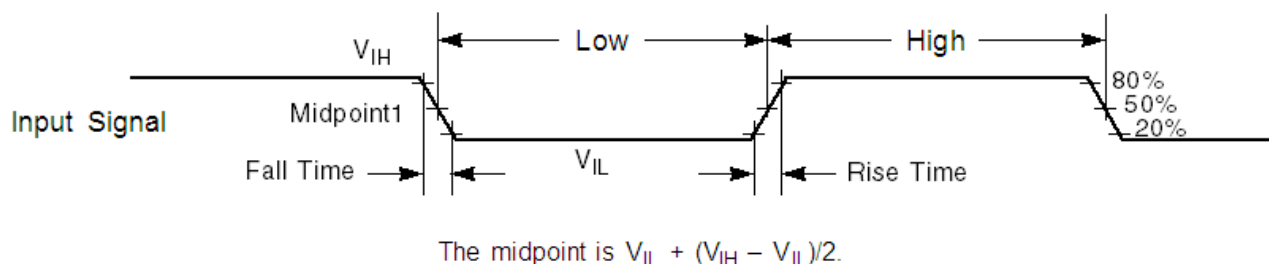 Low
High
V_IH
80%
Input Signal
Midpoint1
50%
20%
Fall Time
V_IL
Rise Time
The midpoint is V_IL + (V_IH – V_IL)/2.